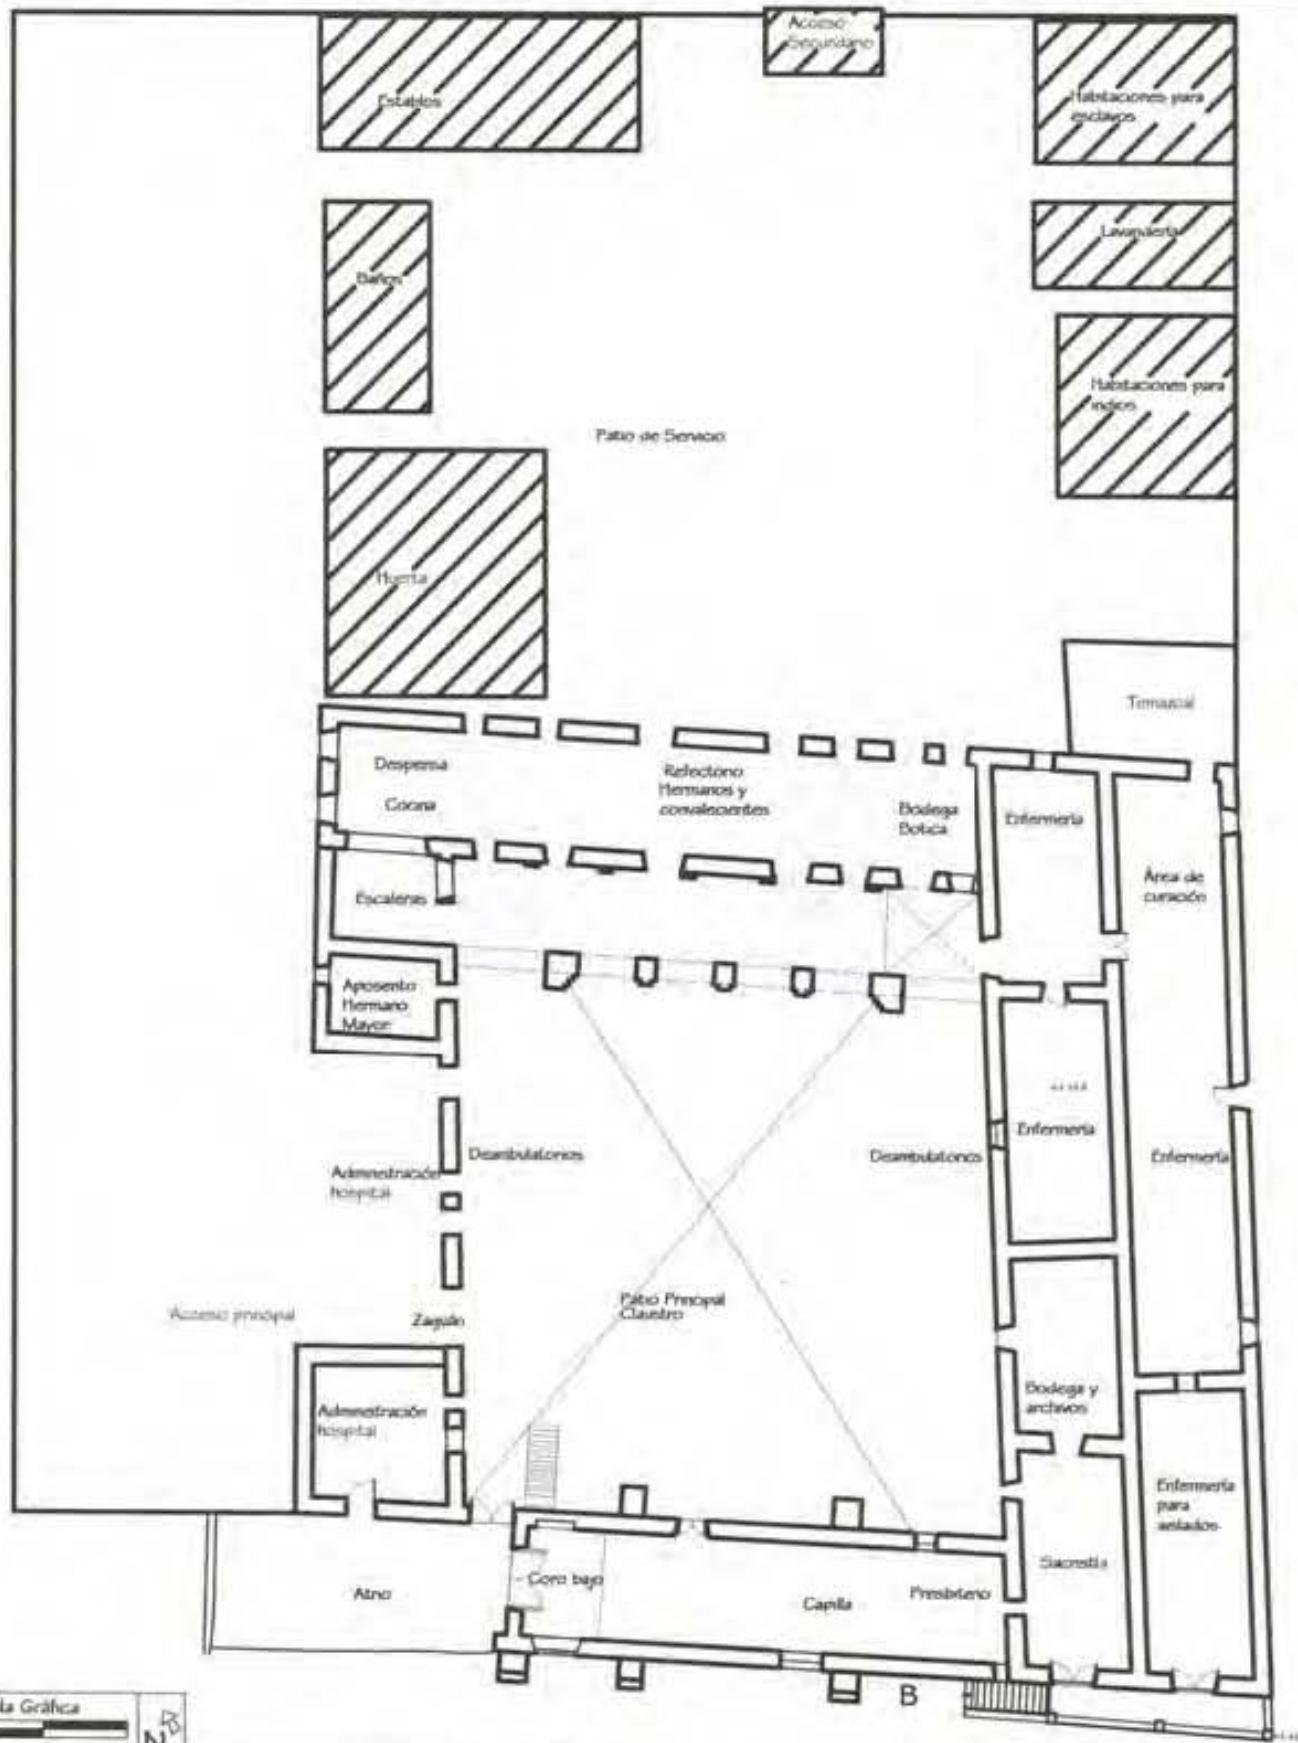 Acceso
Secundario
Establos
Habitaciones para
esclavos
Lavandería
Baños
Habitaciones para
indios
Patio de Servicio
Huerta
Temazcal
Despensa
Cocina
Refectorio
Hermanos y
convalecientes
Bodega
Botica
Enfermería
Área de
curación
Escaleras
Aposento
Hermano
Mayor
Enfermería
Deambulatorios
Deambulatorios
Enfermería
Administración
hospital
Patio Principal
Claustro
Acceso principal
Zaguán
Bodega y
archivos
Administración
hospital
Enfermería
para
aislados
Sacristía
Atrio
Coro bajo
Capilla
Presbiterio
B
la Gráfica
N